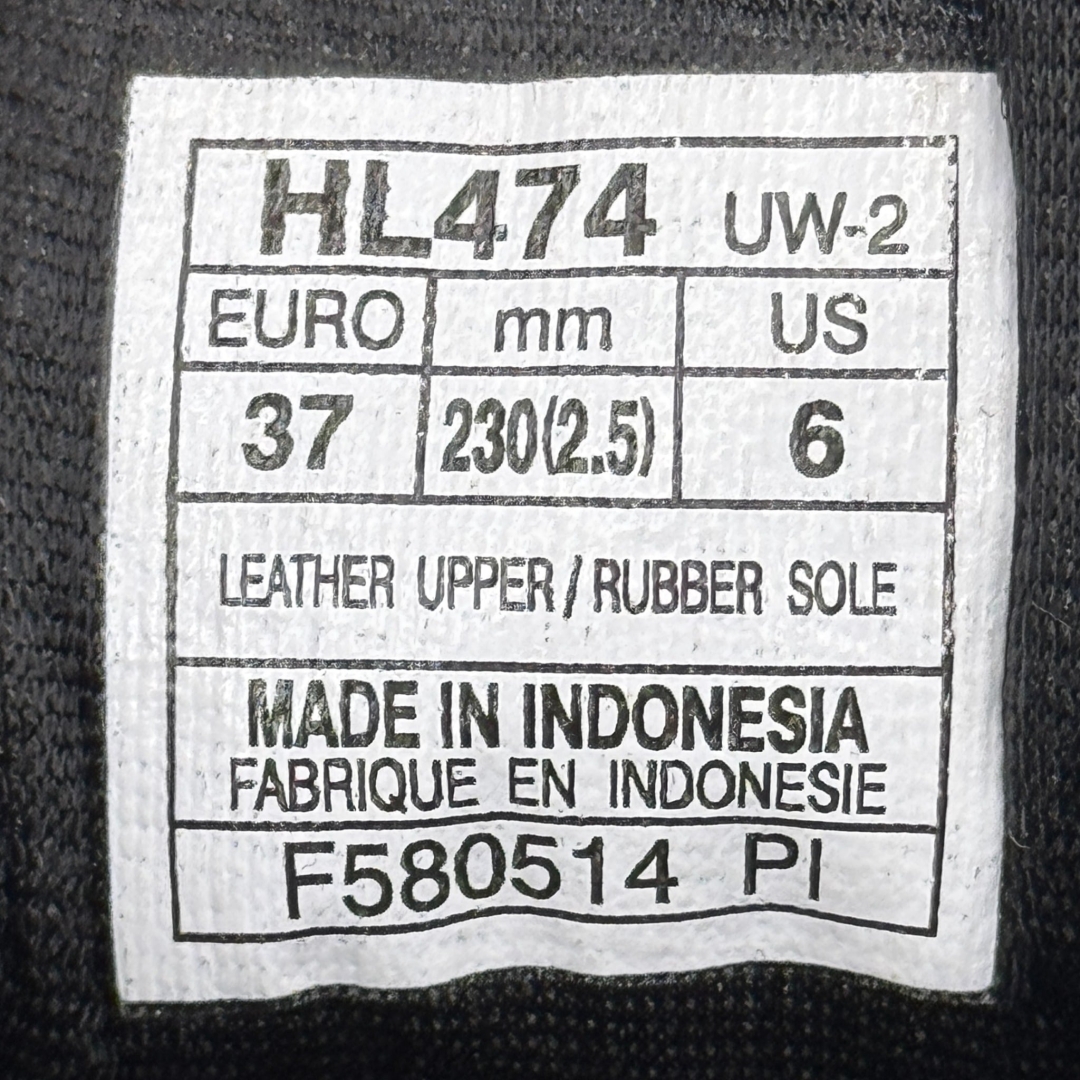 HL474 UW-2
EURO mm US
37 230(2.5) 6
LEATHER UPPER / RUBBER SOLE
MADE IN INDONESIA
FABRIQUE EN INDONESIE
F580514 PI